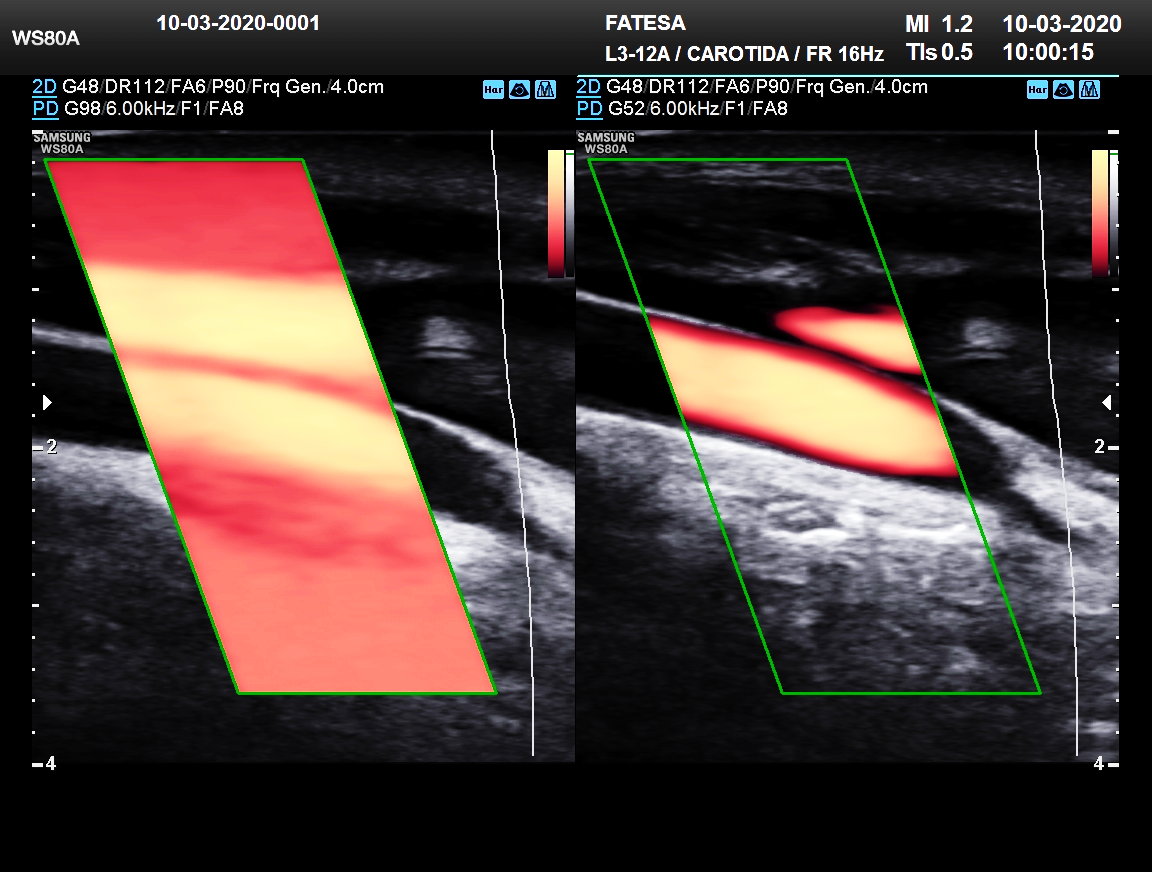 WS80A
10-03-2020-0001
FATESA
MI 1.2
10-03-2020
L3-12A / CAROTIDA / FR 16Hz
TIs 0.5
10:00:15
2D G48/DR112/FA6/P90/Frq Gen./4.0cm
Har
M
PD G98/6.00kHz/F1/FA8
SAMSUNG
WS80A
2
4
2D G48/DR112/FA6/P90/Frq Gen./4.0cm
Har
M
PD G52/6.00kHz/F1/FA8
SAMSUNG
WS80A
2
4